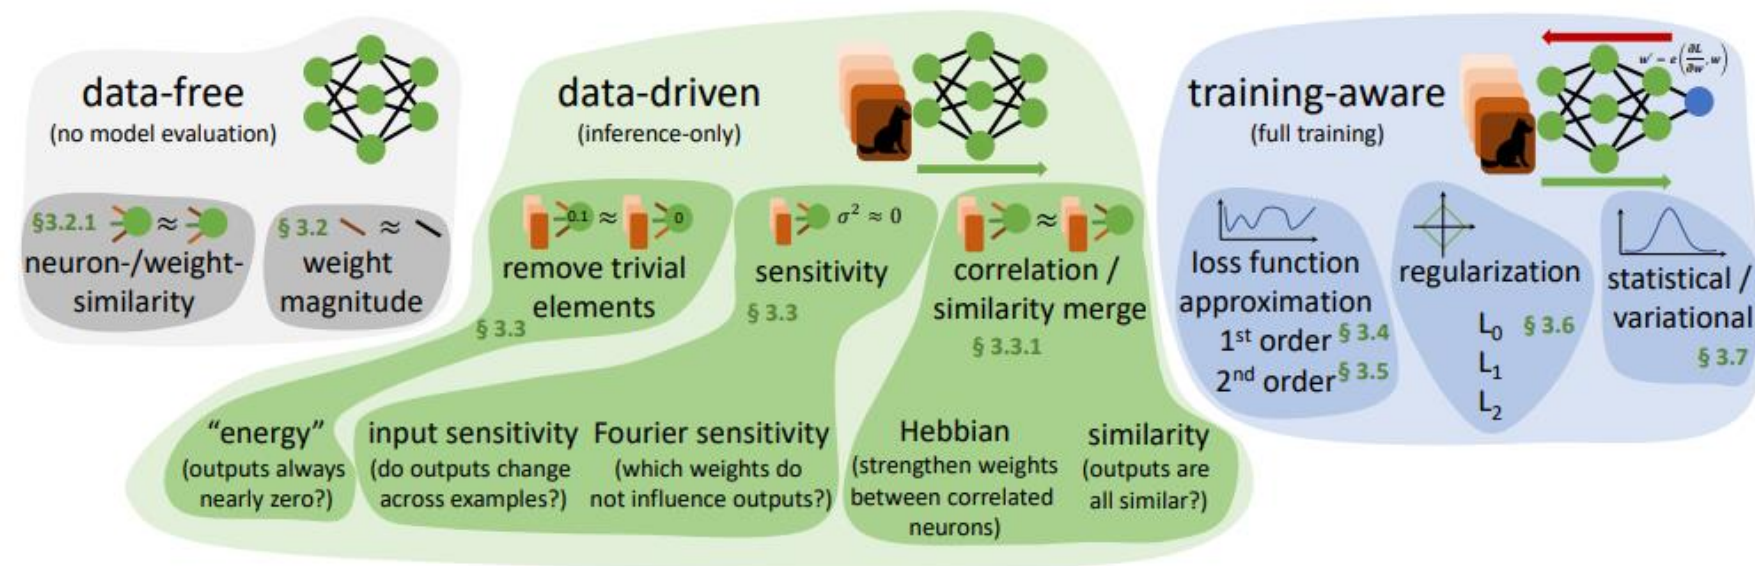 data-free
(no model evaluation)
§3.2.1 ≈
neuron-/weight-
similarity
§ 3.2 ≈
weight
magnitude
data-driven
(inference-only)
0.1 ≈ 0
remove trivial
elements
§ 3.3
σ² ≈ 0
sensitivity
§ 3.3
≈
correlation /
similarity merge
§ 3.3.1
"energy"
(outputs always
nearly zero?)
input sensitivity
(do outputs change
across examples?)
Fourier sensitivity
(which weights do
not influence outputs?)
Hebbian
(strengthen weights
between correlated
neurons)
similarity
(outputs are
all similar?)
training-aware
(full training)
w' = e(∂L/∂w, w)
loss function
approximation
1st order § 3.4
2nd order § 3.5
regularization
L₀ § 3.6
L₁
L₂
statistical /
variational
§ 3.7